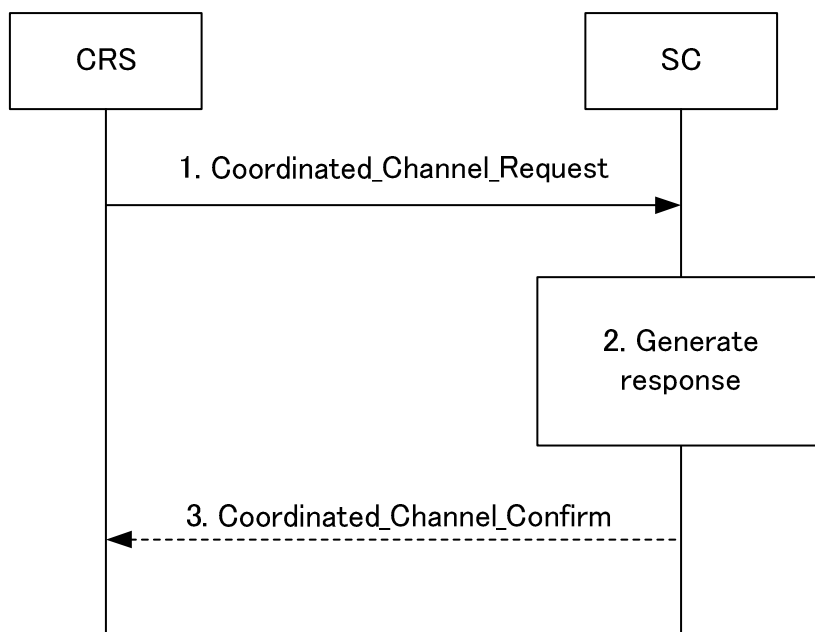 CRS
SC
1. Coordinated_Channel_Request
2. Generate
response
3. Coordinated_Channel_Confirm